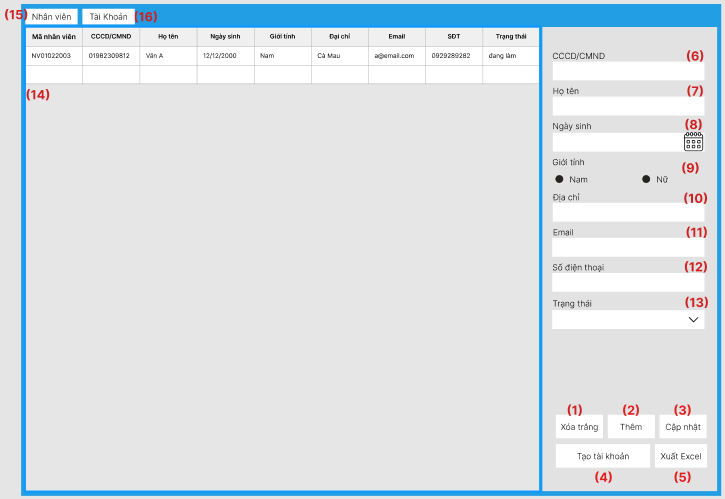 (15) Nhân viên Tài Khoản (16)
Mã nhân viên CCCD/CMND Họ tên Ngày sinh Giới tính Đại chỉ Email SĐT Trạng thái
NV01022003 01982309812 Văn A 12/12/2000 Nam Cà Mau a@email.com 0929289282 đang làm
(14)
CCCD/CMND (6)
Họ tên (7)
Ngày sinh (8)
Giới tính (9)
Nam Nữ
Địa chỉ (10)
Email (11)
Số điện thoại (12)
Trạng thái (13)
(1) (2) (3)
Xóa trắng Thêm Cập nhật
Tạo tài khoản Xuất Excel
(4) (5)